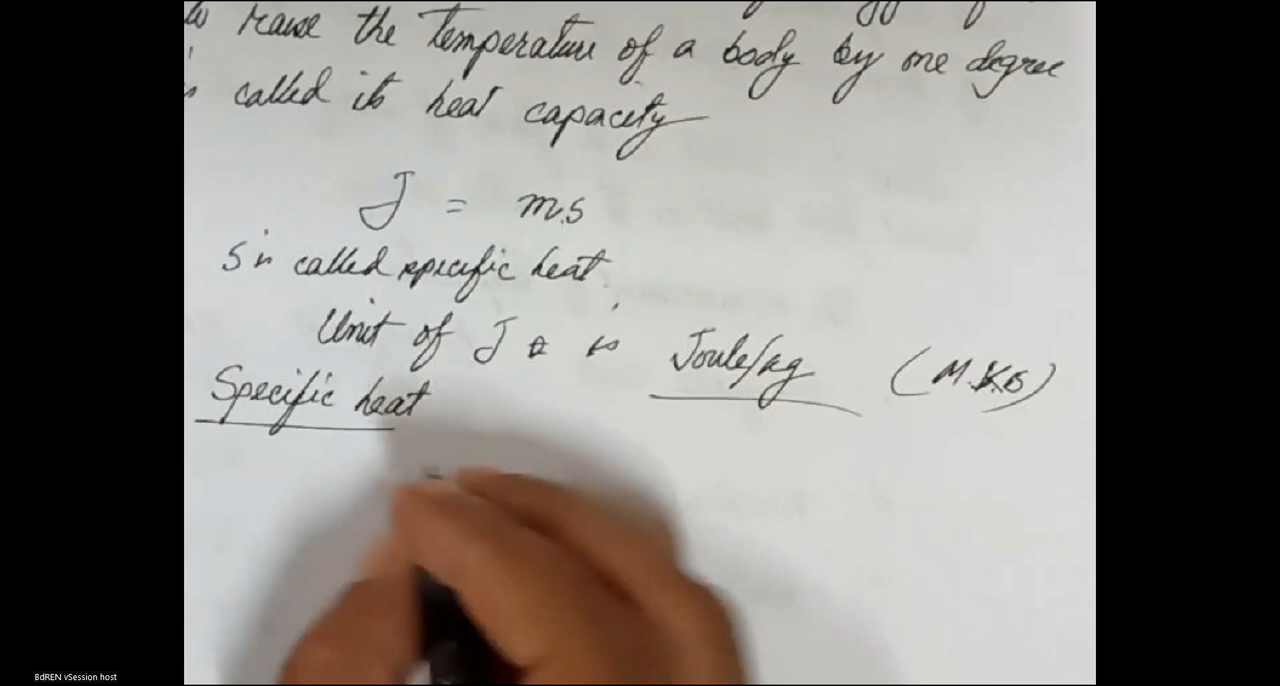 raise the temperature of a body by one degree
called its heat capacity
J = m.s
S is called specific heat.
Unit of J is Joule/kg (M.K.S)
Specific heat
BdREN vSession host